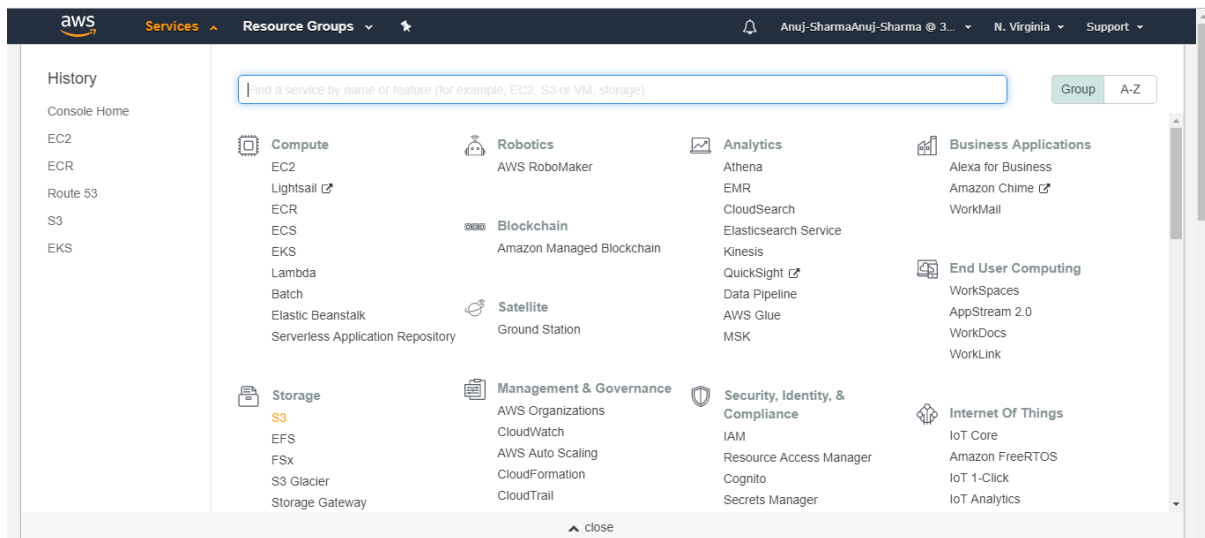 aws
Services
Resource Groups
Anuj-SharmaAnuj-Sharma @ 3...
N. Virginia
Support
History
Console Home
EC2
ECR
Route 53
S3
EKS
Find a service by name or feature (for example, EC2, S3 or VM, storage).
Group
A-Z
Compute
EC2
Lightsail
ECR
ECS
EKS
Lambda
Batch
Elastic Beanstalk
Serverless Application Repository
Storage
S3
EFS
FSx
S3 Glacier
Storage Gateway
Robotics
AWS RoboMaker
Blockchain
Amazon Managed Blockchain
Satellite
Ground Station
Management & Governance
AWS Organizations
CloudWatch
AWS Auto Scaling
CloudFormation
CloudTrail
Analytics
Athena
EMR
CloudSearch
Elasticsearch Service
Kinesis
QuickSight
Data Pipeline
AWS Glue
MSK
Security, Identity, &
Compliance
IAM
Resource Access Manager
Cognito
Secrets Manager
Business Applications
Alexa for Business
Amazon Chime
WorkMail
End User Computing
WorkSpaces
AppStream 2.0
WorkDocs
WorkLink
Internet Of Things
IoT Core
Amazon FreeRTOS
IoT 1-Click
IoT Analytics
close